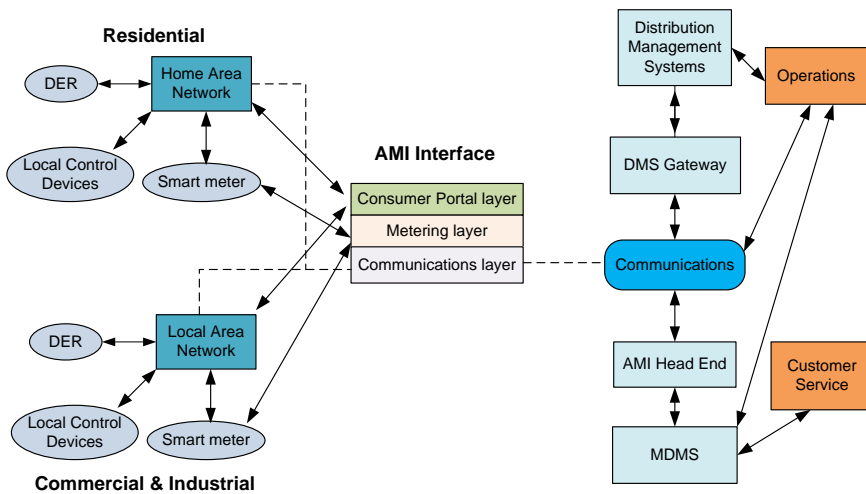 Residential
DER
Home Area
Network
Local Control
Devices
Smart meter
AMI Interface
Consumer Portal layer
Metering layer
Communications layer
DER
Local Area
Network
Local Control
Devices
Smart meter
Commercial & Industrial
Distribution
Management
Systems
Operations
DMS Gateway
Communications
AMI Head End
Customer
Service
MDMS